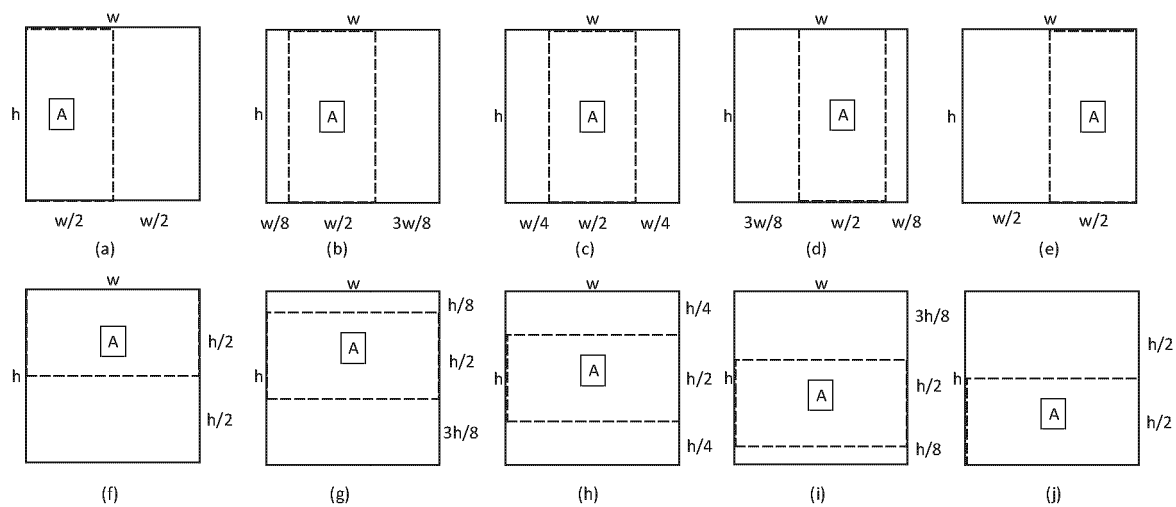 w w w w w
h A h A h A h A h A
w/2 w/2 w/8 w/2 3w/8 w/4 w/2 w/4 3w/8 w/2 w/8 w/2 w/2
(a) (b) (c) (d) (e)
w w w w
h/8 h/4 3h/8
A h/2 A h/2 A h/2 h/2
h h h h h/2 h
h/2 3h/8 h/4 A h/8 A h/2
(f) (g) (h) (i) (j)